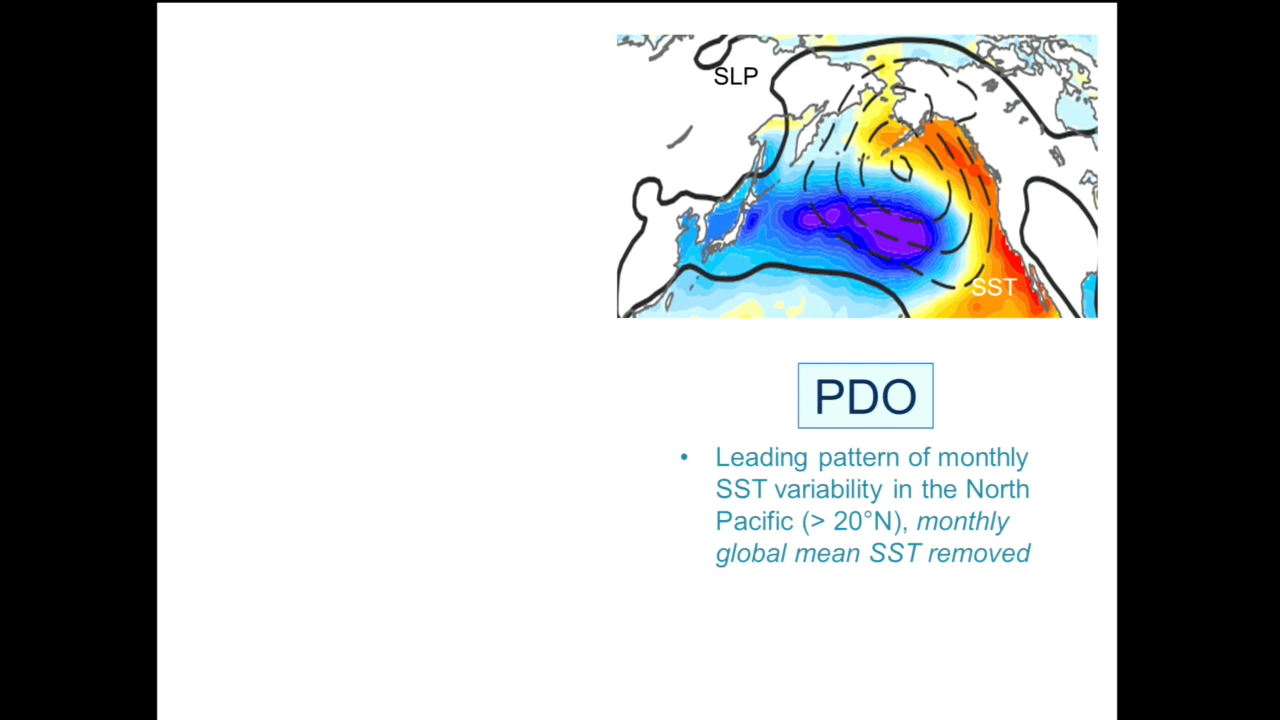 SLP
SST
PDO
• Leading pattern of monthly
SST variability in the North
Pacific (> 20°N), monthly
global mean SST removed